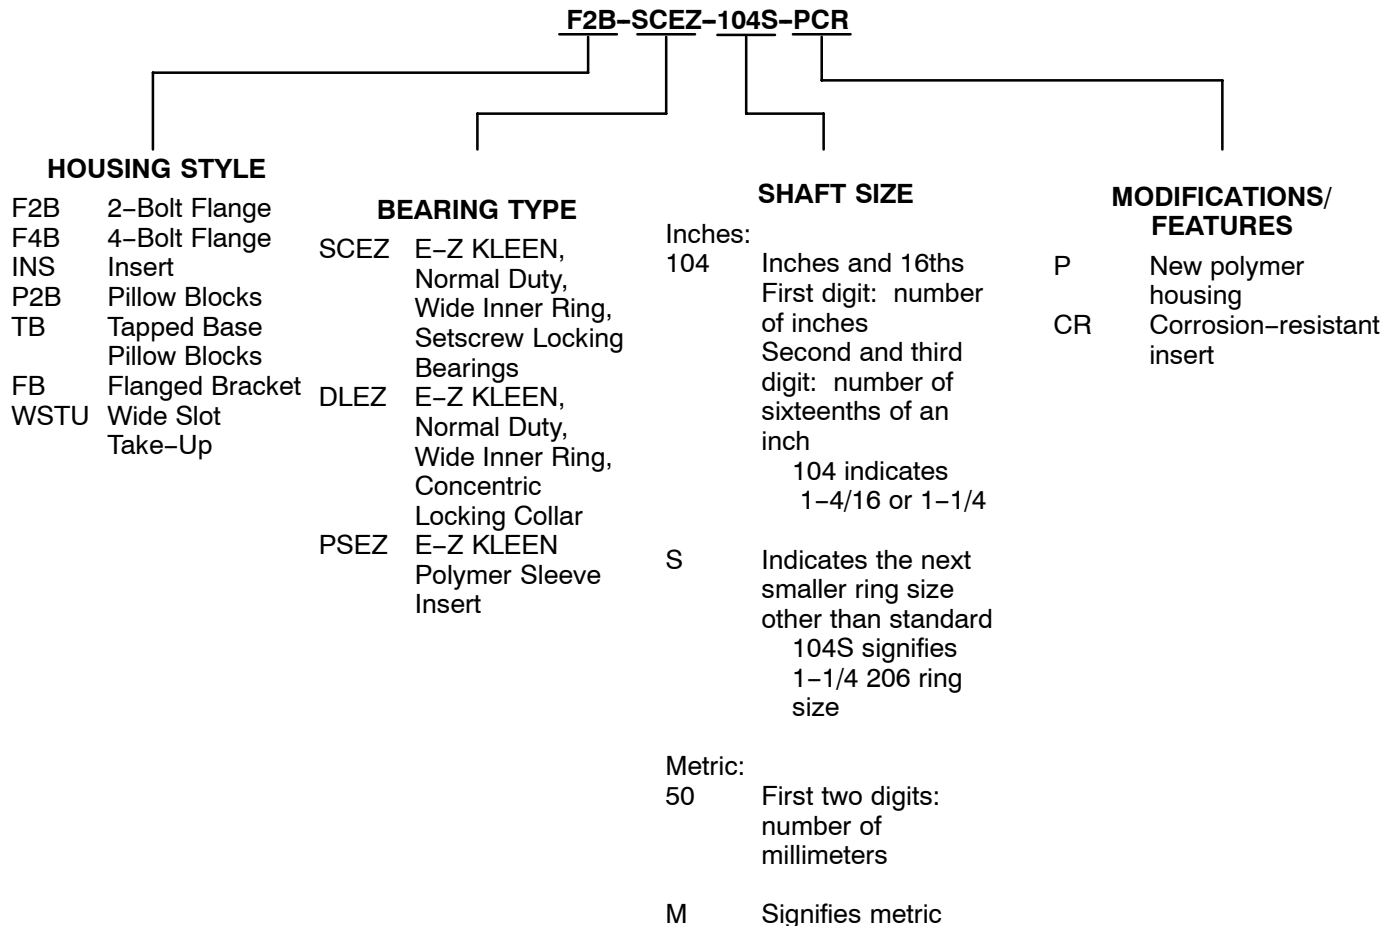 F2B–SCEZ–104S–PCR
HOUSING STYLE
F2B 2–Bolt Flange
F4B 4–Bolt Flange
INS Insert
P2B Pillow Blocks
TB Tapped Base
Pillow Blocks
FB Flanged Bracket
WSTU Wide Slot
Take–Up
BEARING TYPE
SCEZ E–Z KLEEN,
Normal Duty,
Wide Inner Ring,
Setscrew Locking
Bearings
DLEZ E–Z KLEEN,
Normal Duty,
Wide Inner Ring,
Concentric
Locking Collar
PSEZ E–Z KLEEN
Polymer Sleeve
Insert
SHAFT SIZE
Inches:
104 Inches and 16ths
First digit: number
of inches
Second and third
digit: number of
sixteenths of an
inch
104 indicates
1–4/16 or 1–1/4
S Indicates the next
smaller ring size
other than standard
104S signifies
1–1/4 206 ring
size
Metric:
50 First two digits:
number of
millimeters
M Signifies metric
MODIFICATIONS/
FEATURES
P New polymer
housing
CR Corrosion–resistant
insert